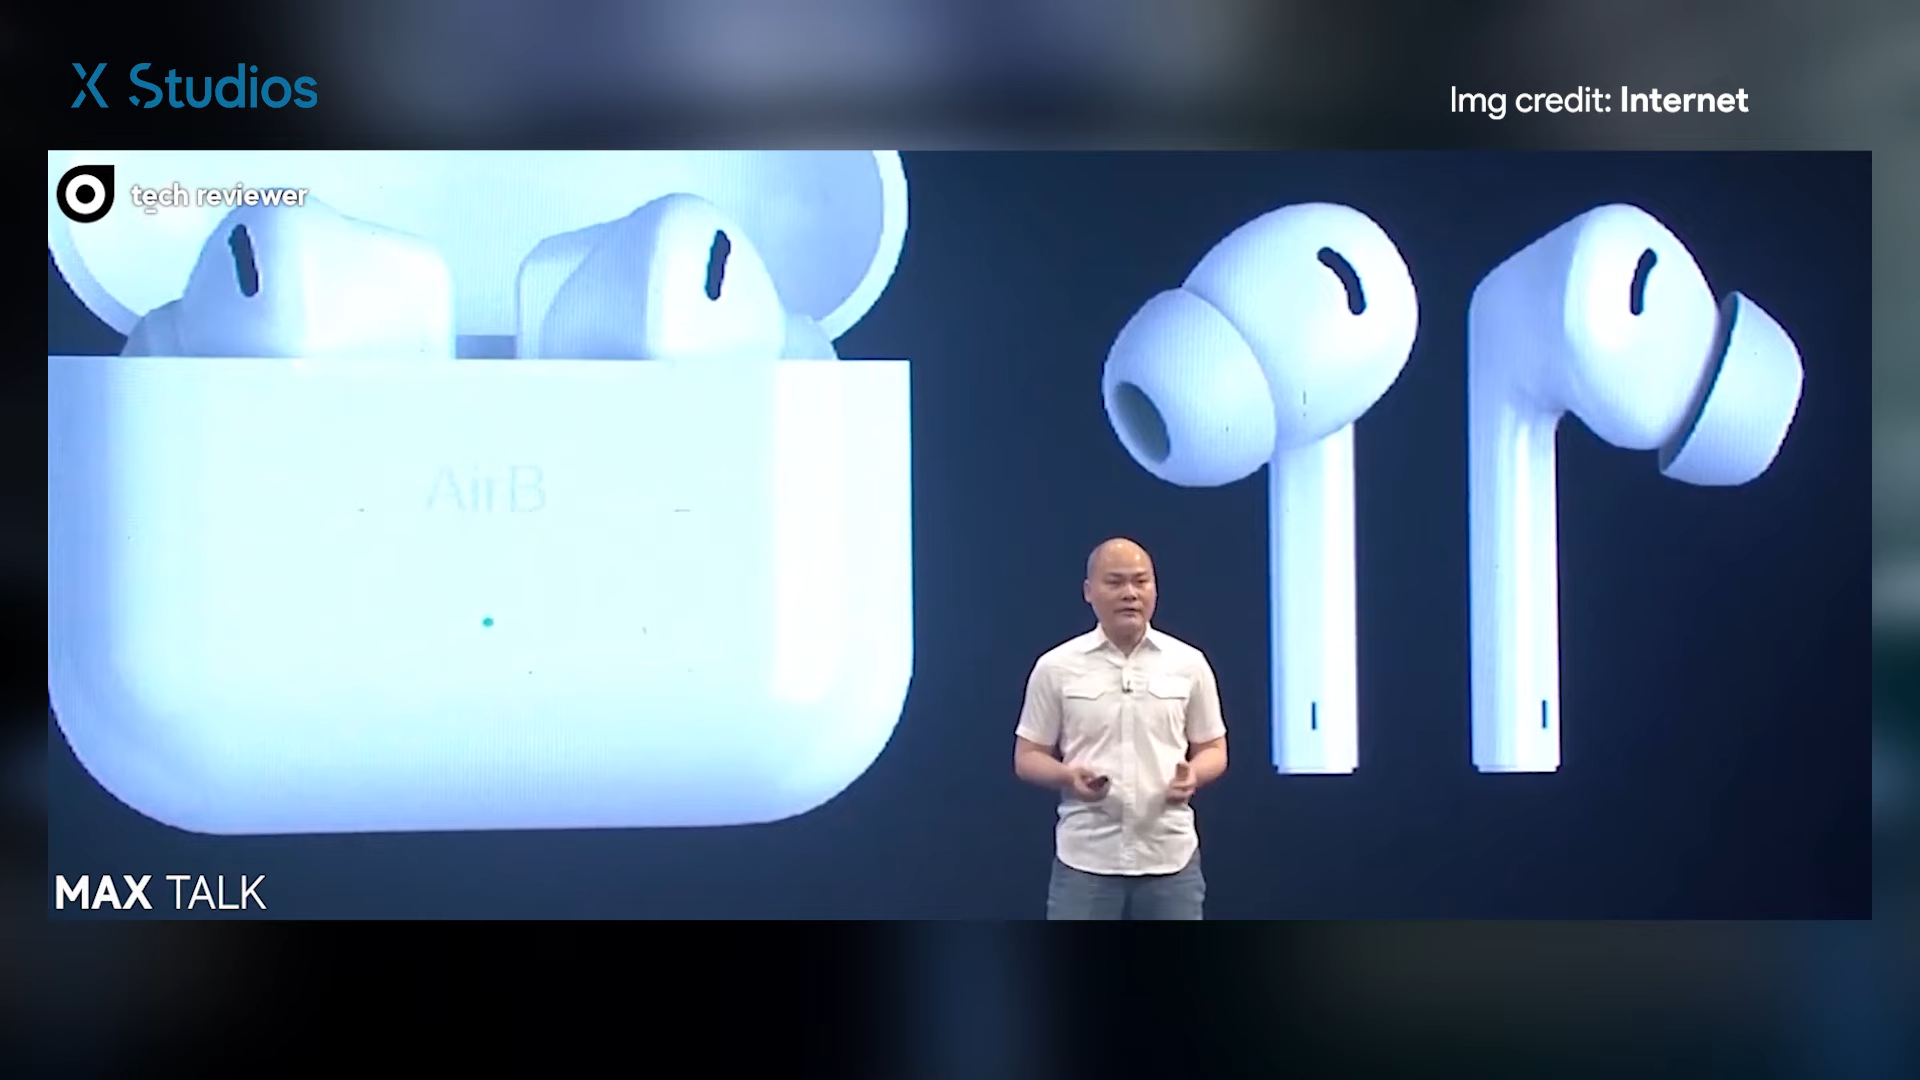 X Studios
Img credit: Internet
tech reviewer
AirB
MAX TALK